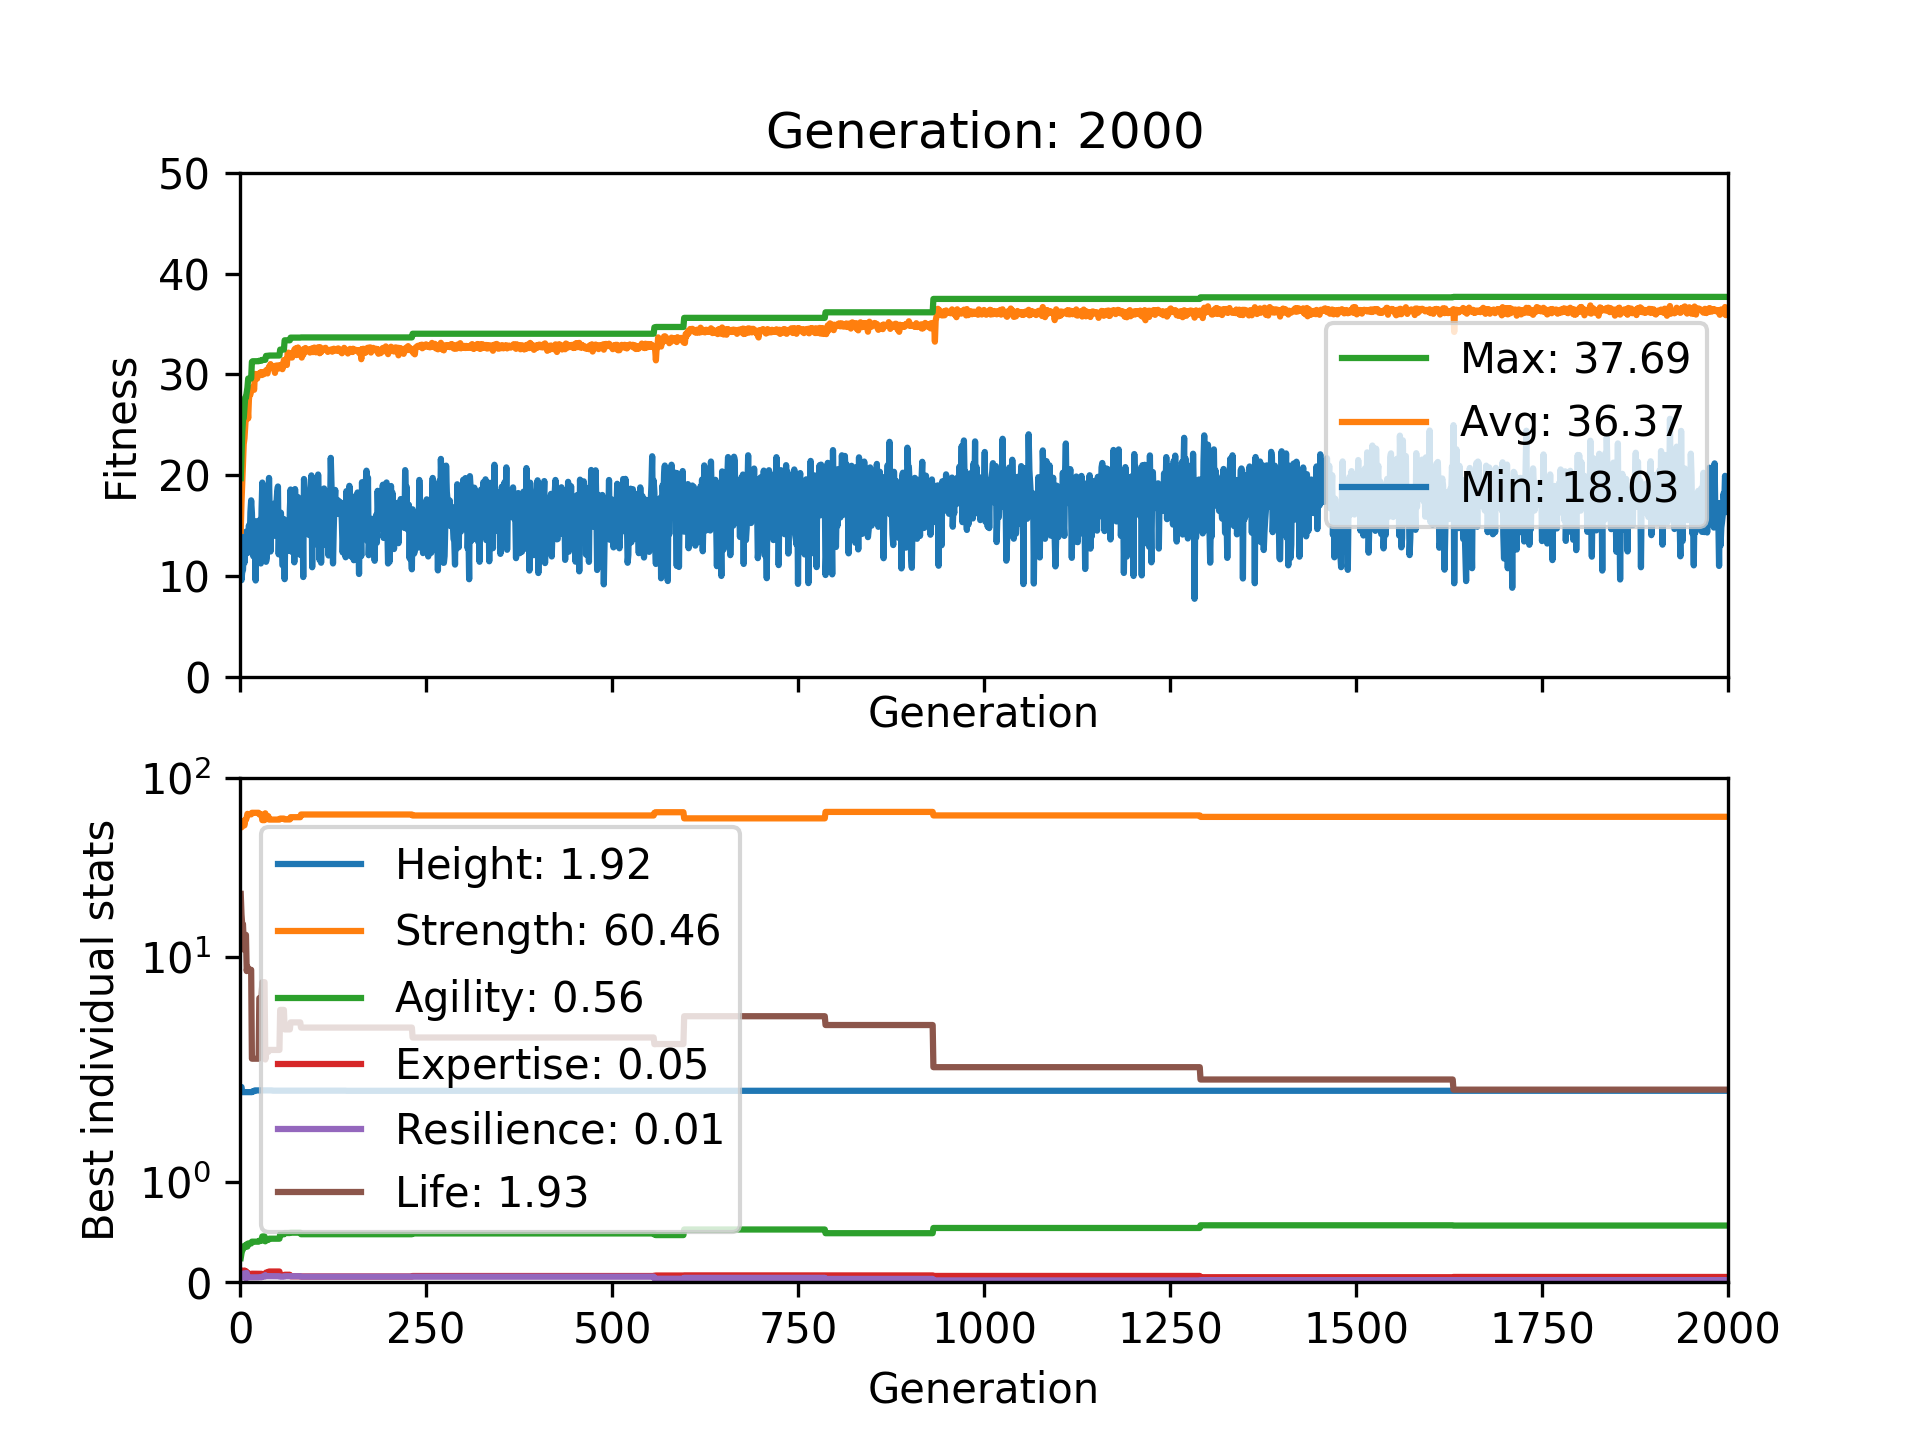 Generation: 2000
50
40
30
20
10
0
Fitness
Max: 37.69
Avg: 36.37
Min: 18.03
Generation
10²
10¹
10⁰
0
Best individual stats
Height: 1.92
Strength: 60.46
Agility: 0.56
Expertise: 0.05
Resilience: 0.01
Life: 1.93
0 250 500 750 1000 1250 1500 1750 2000
Generation